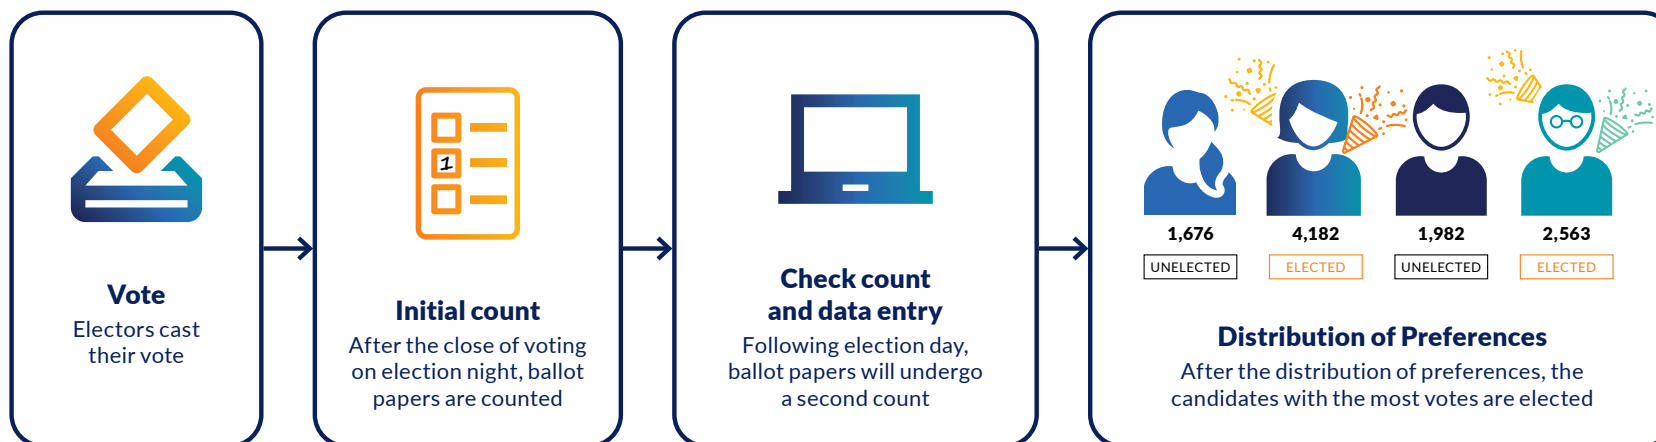 Vote
Electors cast
their vote
1
Initial count
After the close of voting
on election night, ballot
papers are counted
Check count
and data entry
Following election day,
ballot papers will undergo
a second count
1,676 4,182 1,982 2,563
UNELECTED ELECTED UNELECTED ELECTED
Distribution of Preferences
After the distribution of preferences, the
candidates with the most votes are elected